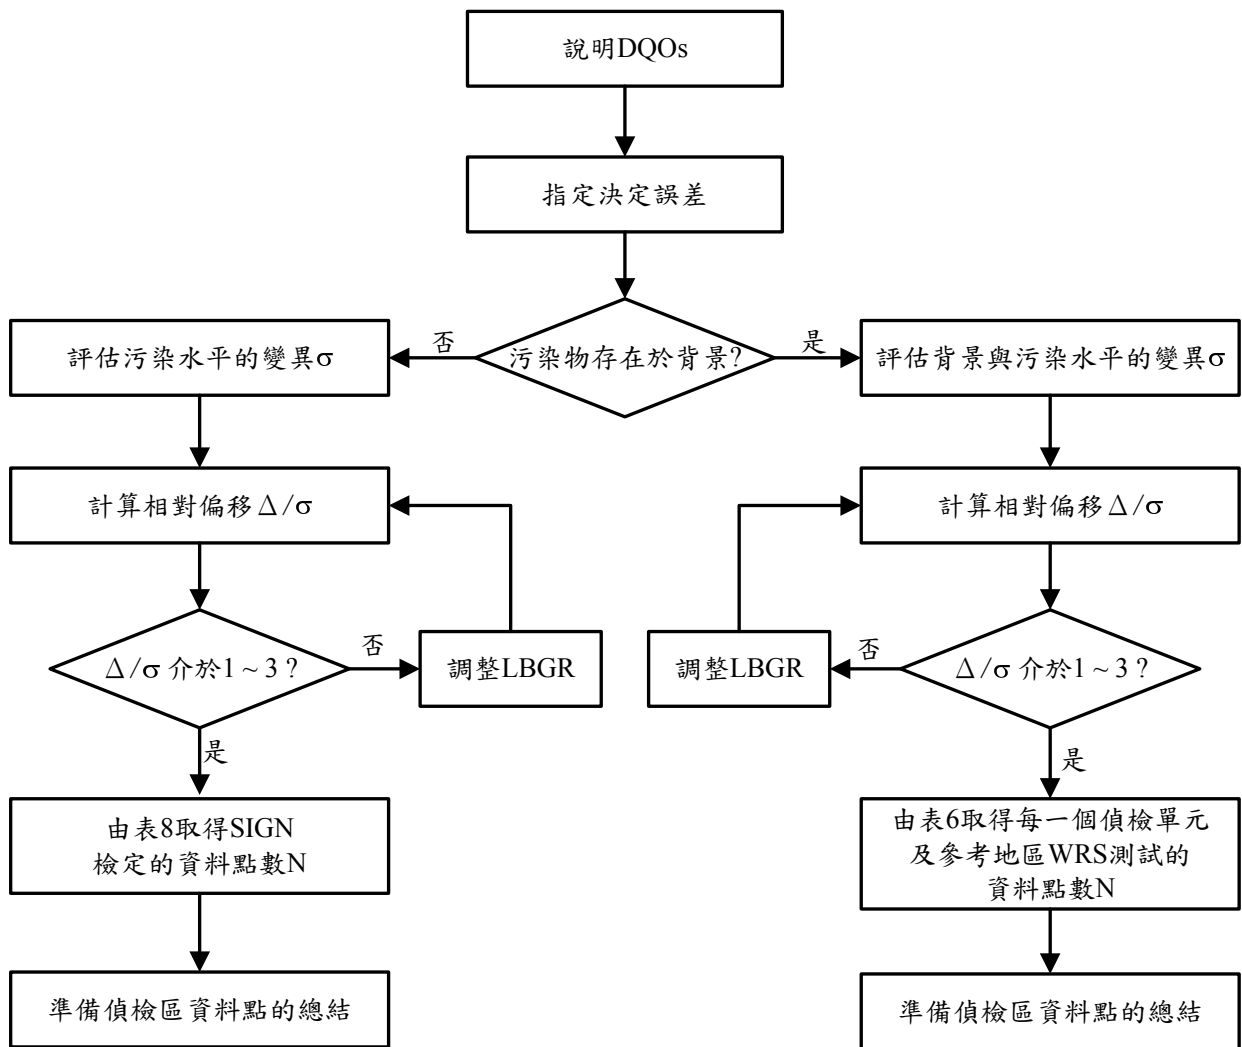 說明DQOs
指定決定誤差
污染物存在於背景?
否
是
評估污染水平的變異σ
評估背景與污染水平的變異σ
計算相對偏移Δ/σ
計算相對偏移Δ/σ
Δ/σ 介於1 ~ 3 ?
否
調整LBGR
調整LBGR
否
Δ/σ 介於1 ~ 3 ?
是
是
由表8取得SIGN
檢定的資料點數N
由表6取得每一個偵檢單元
及參考地區WRS測試的
資料點數N
準備偵檢區資料點的總結
準備偵檢區資料點的總結